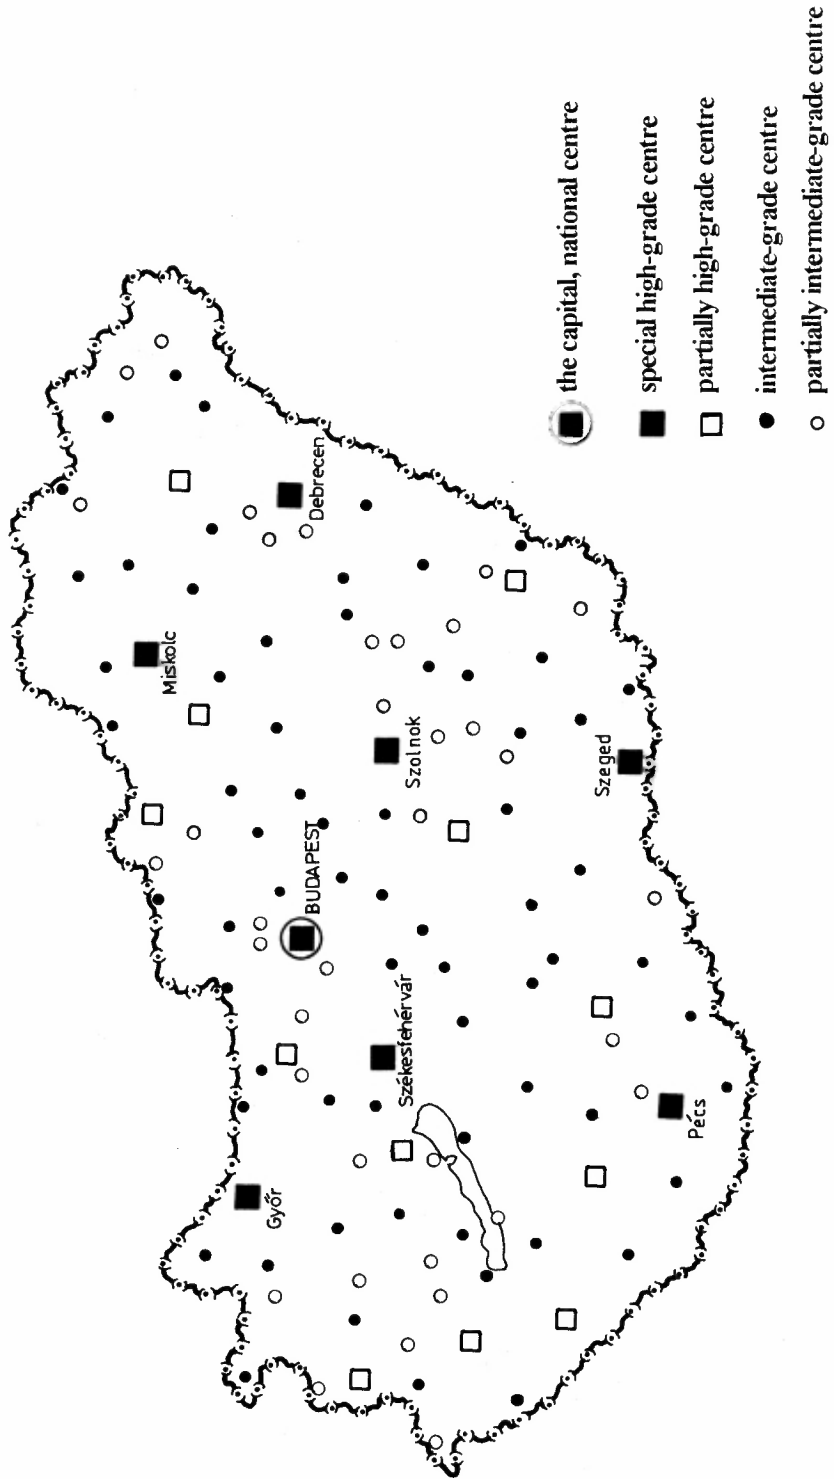 Miskolc
Debrecen
BUDAPEST
Szolnok
Győr
Székesfehérvár
Szeged
Pécs
the capital, national centre
special high-grade centre
partially high-grade centre
intermediate-grade centre
partially intermediate-grade centre